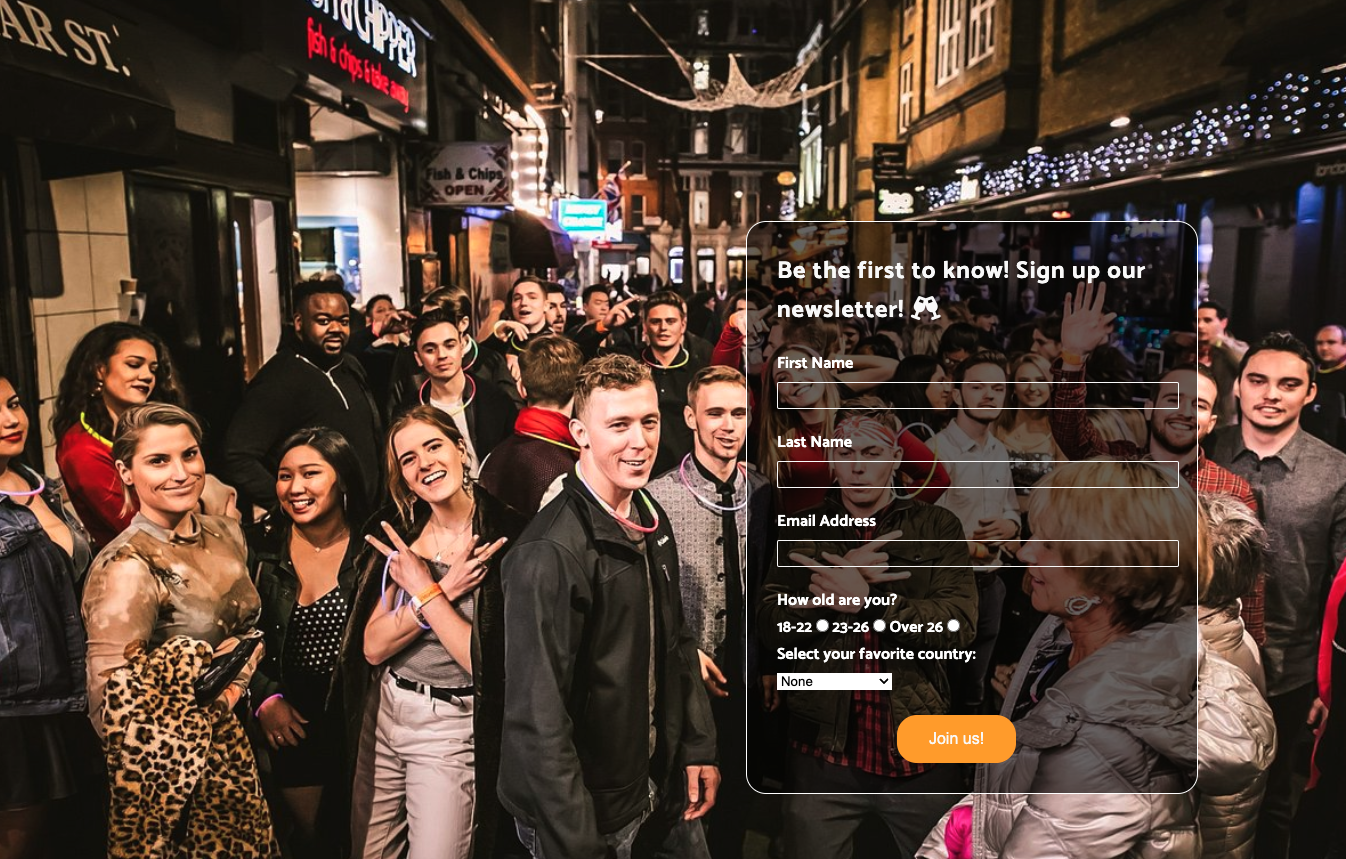 AR ST.
CHIPPER
fish & chips & take away
Fish & Chips
OPEN
Be the first to know! Sign up our
newsletter! 🥂
First Name
Last Name
Email Address
How old are you?
18-22 23-26 Over 26
Select your favorite country:
None
Join us!